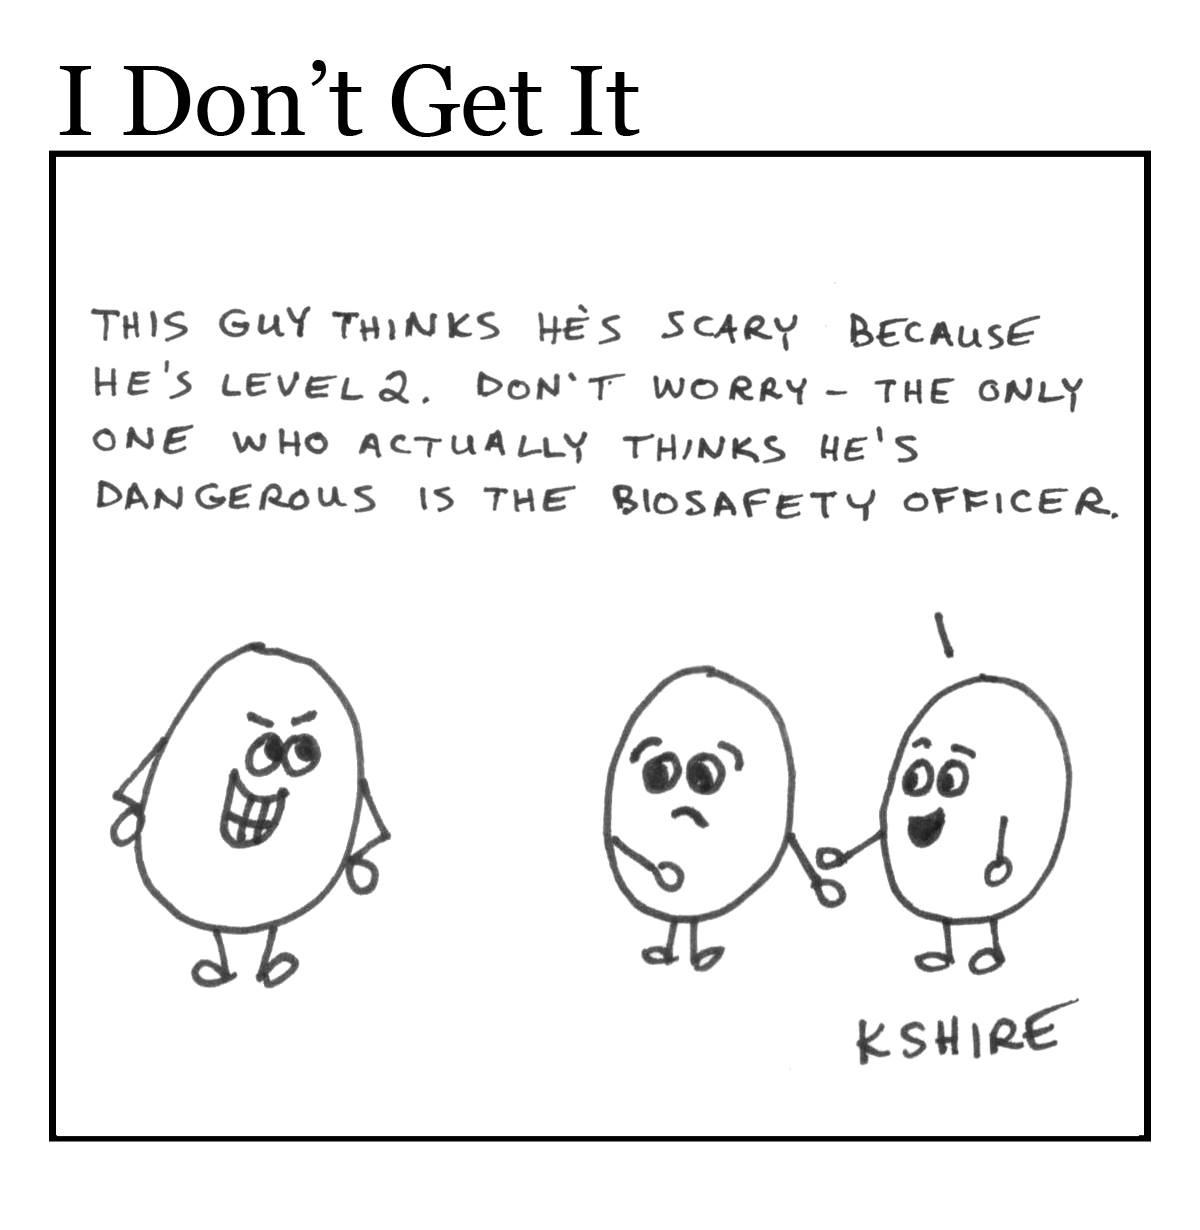 I Don’t Get It
THIS GUY THINKS HE'S SCARY BECAUSE
HE'S LEVEL 2. DON'T WORRY – THE ONLY
ONE WHO ACTUALLY THINKS HE'S
DANGEROUS IS THE BIOSAFETY OFFICER.
KSHIRE